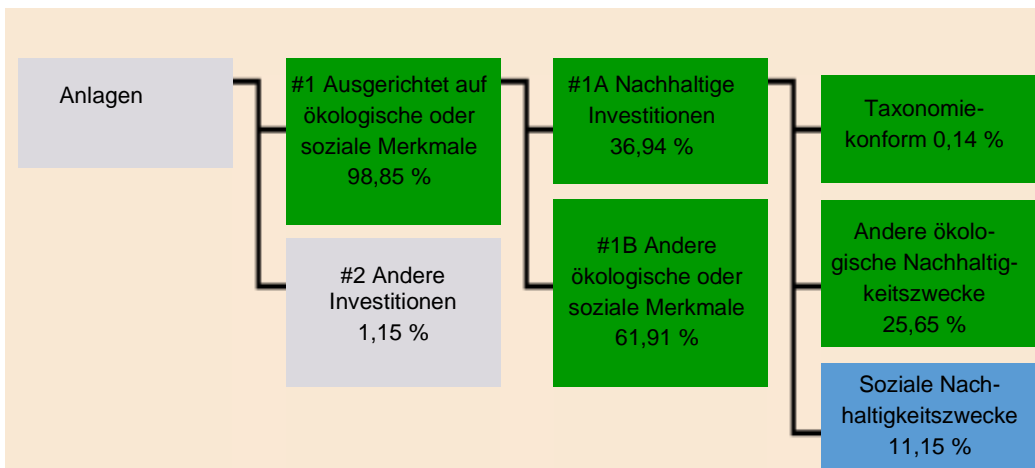 Anlagen
#1 Ausgerichtet auf
ökologische oder
soziale Merkmale
98,85 %
#2 Andere
Investitionen
1,15 %
#1A Nachhaltige
Investitionen
36,94 %
#1B Andere
ökologische oder
soziale Merkmale
61,91 %
Taxonomie-
konform 0,14 %
Andere ökolo-
gische Nachhaltig-
keitszwecke
25,65 %
Soziale Nach-
haltigkeitszwecke
11,15 %